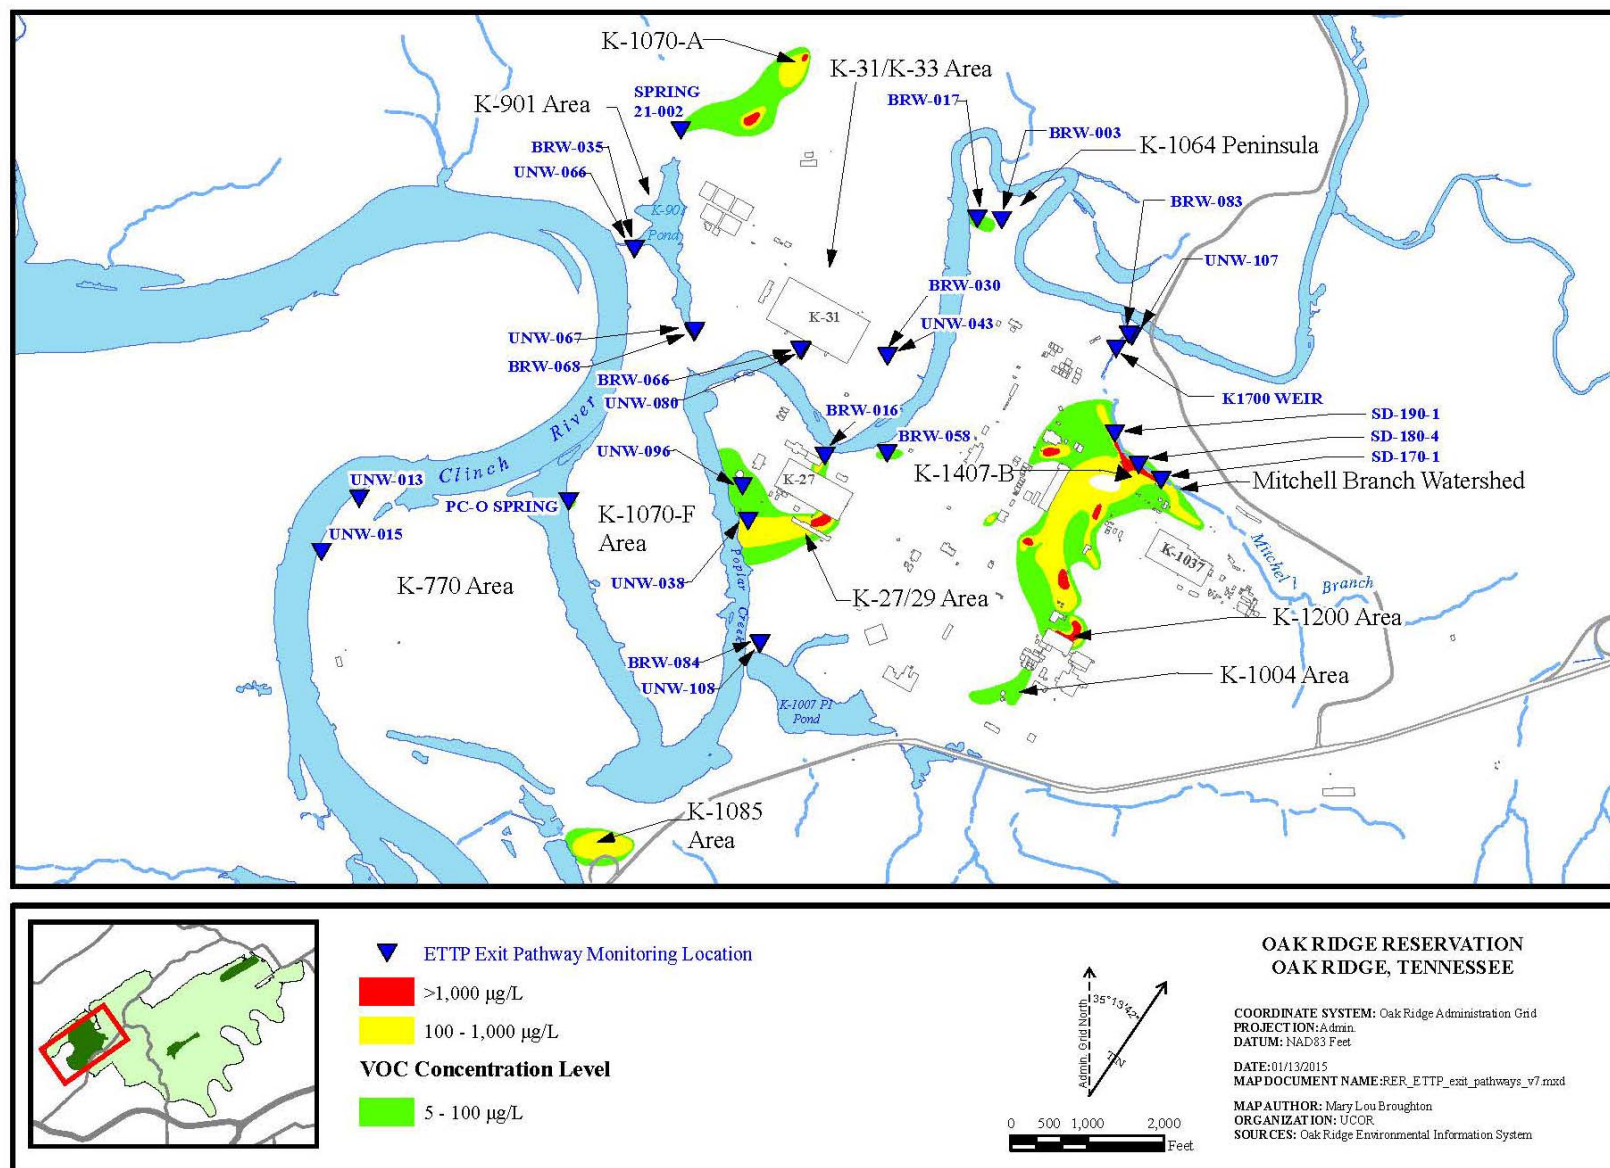 K-1070-A
K-31/K-33 Area
SPRING
21-002
K-901 Area
BRW-017
BRW-003
BRW-035
K-1064 Peninsula
UNW-066
BRW-083
K-901
Pond
UNW-107
BRW-030
K-31
UNW-043
UNW-067
BRW-068
BRW-066
UNW-080
K1700 WEIR
BRW-016
SD-190-1
River
BRW-058
SD-180-4
UNW-096
SD-170-1
Clinch
K-1407-B
K-27
Mitchell Branch Watershed
UNW-013
PC-O SPRING
K-1070-F
Area
UNW-015
K-1037
Mitchel
Branch
K-770 Area
UNW-038
Poplar
Creek
K-27/29 Area
K-1200 Area
BRW-084
UNW-108
K-1004 Area
K-1007 P1
Pond
K-1085
Area
ETTP Exit Pathway Monitoring Location
>1,000 µg/L
100 - 1,000 µg/L
VOC Concentration Level
5 - 100 µg/L
Admin. Grid North
35°13'42"
TN
0 500 1,000 2,000
Feet
OAK RIDGE RESERVATION
OAK RIDGE, TENNESSEE
COORDINATE SYSTEM: Oak Ridge Administration Grid
PROJECTION: Admin.
DATUM: NAD83 Feet
DATE: 01/13/2015
MAP DOCUMENT NAME: RER_ETTP_exit_pathways_v7.mxd
MAP AUTHOR: Mary Lou Broughton
ORGANIZATION: UCOR
SOURCES: Oak Ridge Environmental Information System